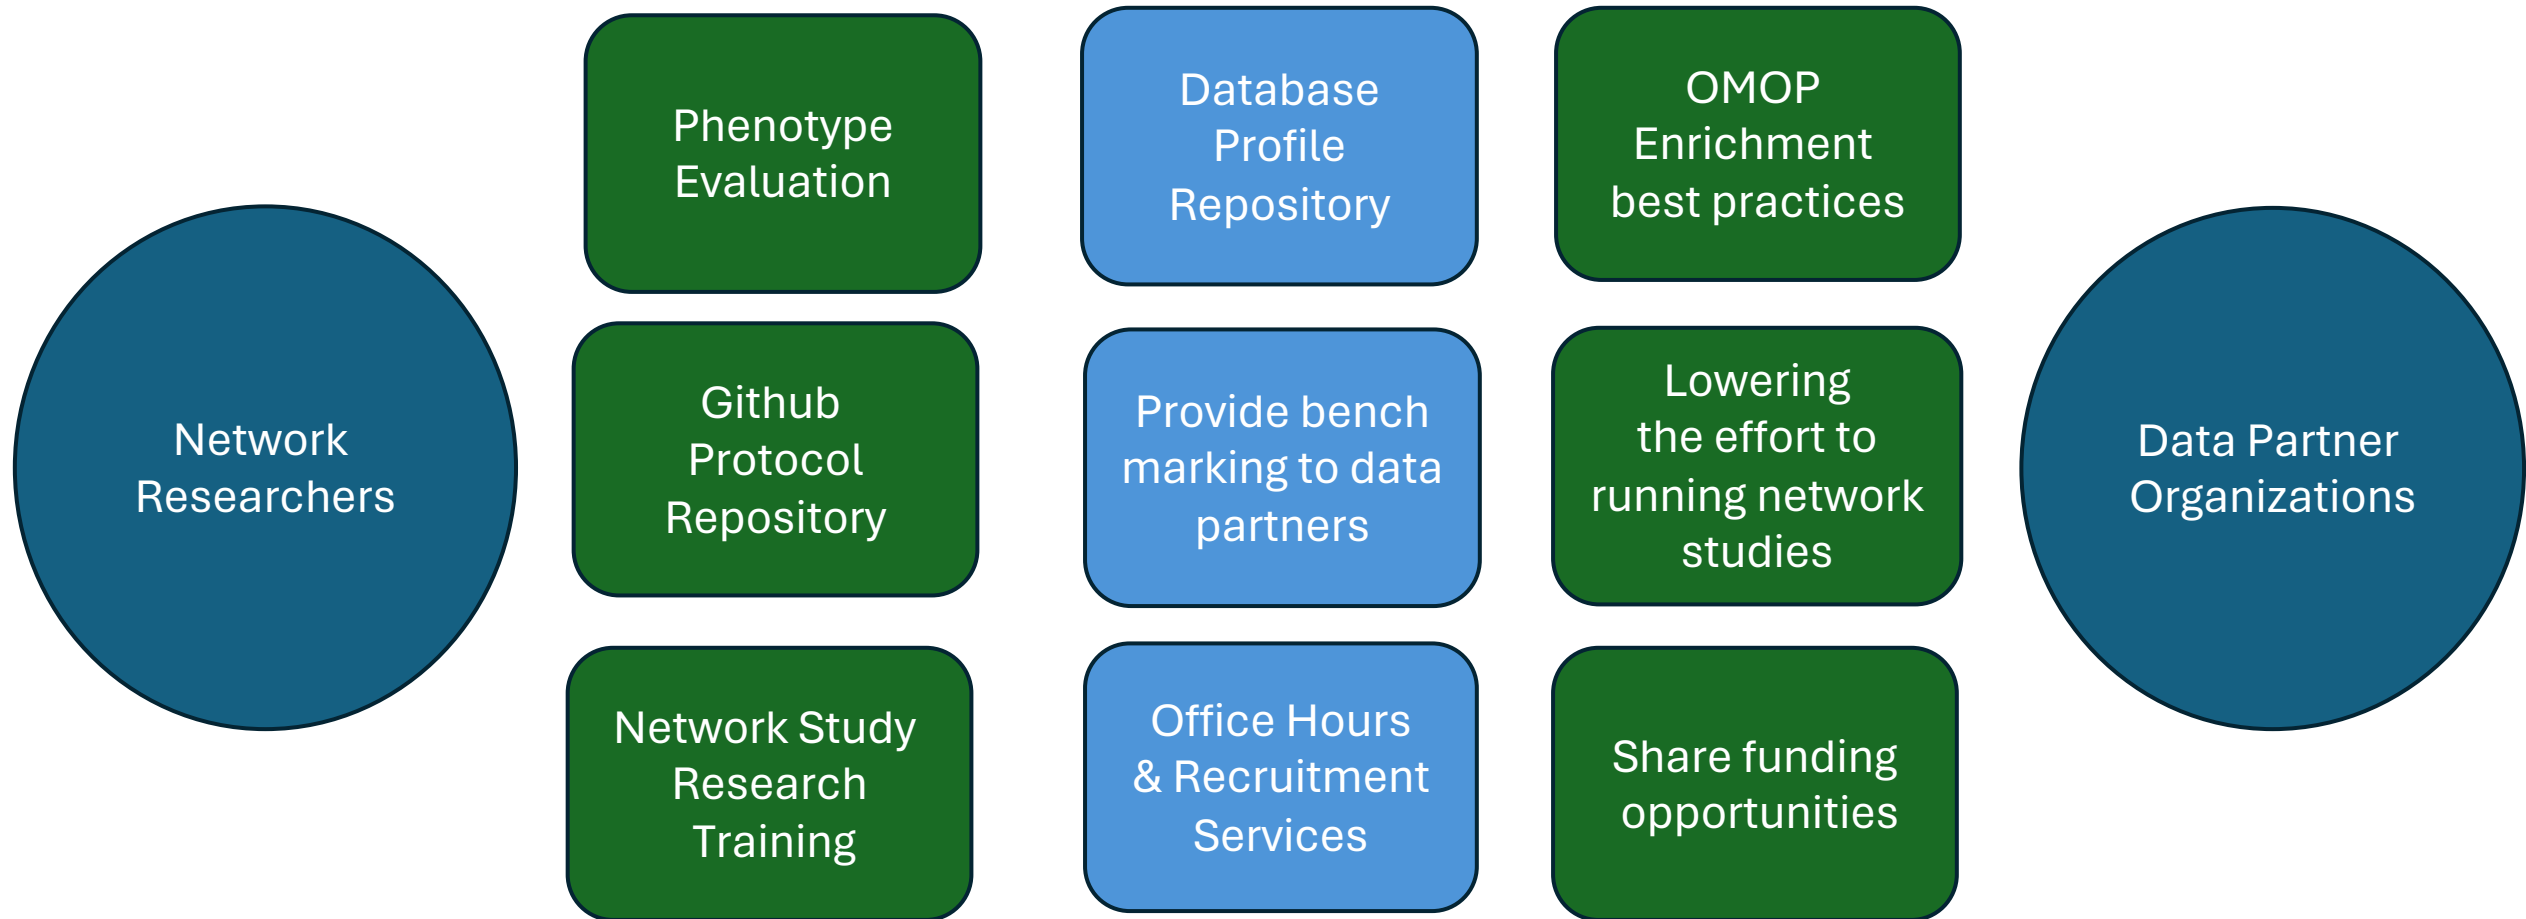 Network
Researchers
Phenotype
Evaluation
Github
Protocol
Repository
Network Study
Research
Training
Database
Profile
Repository
Provide bench
marking to data
partners
Office Hours
& Recruitment
Services
OMOP
Enrichment
best practices
Lowering
the effort to
running network
studies
Share funding
opportunities
Data Partner
Organizations